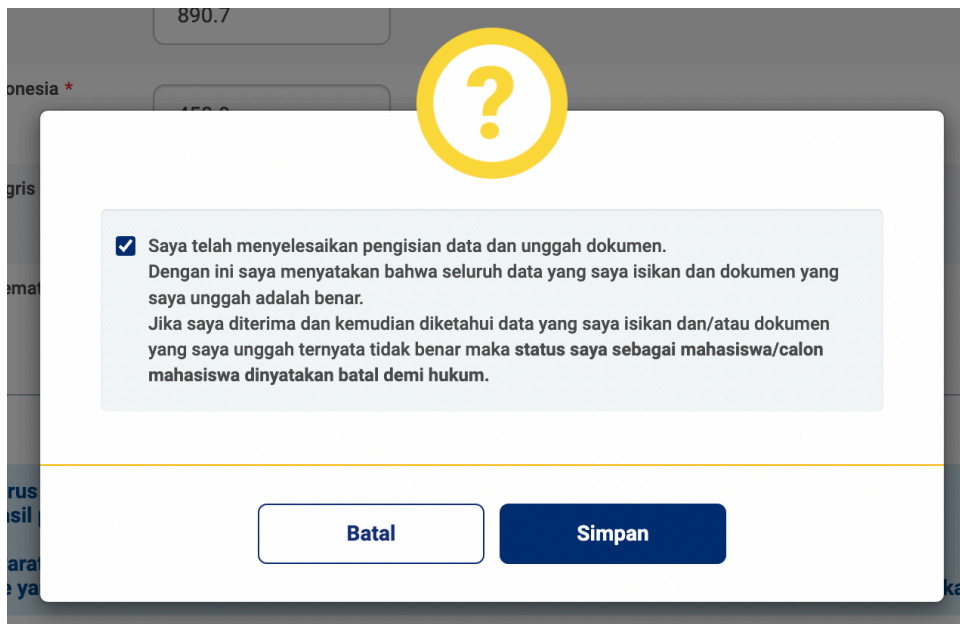 890.7
onesia *
gris
emat
?
Saya telah menyelesaikan pengisian data dan unggah dokumen.
Dengan ini saya menyatakan bahwa seluruh data yang saya isikan dan dokumen yang
saya unggah adalah benar.
Jika saya diterima dan kemudian diketahui data yang saya isikan dan/atau dokumen
yang saya unggah ternyata tidak benar maka status saya sebagai mahasiswa/calon
mahasiswa dinyatakan batal demi hukum.
rus
asil
arat
e ya
ka
Batal
Simpan